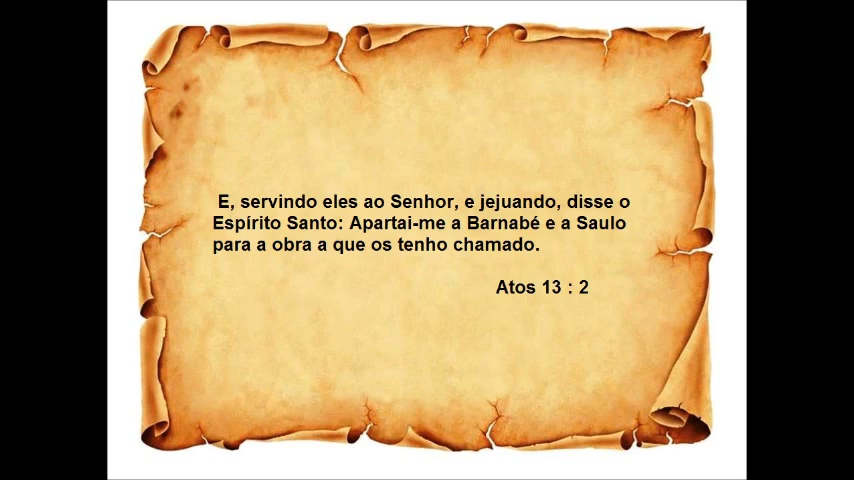 E, servindo eles ao Senhor, e jejuando, disse o
Espírito Santo: Apartai-me a Barnabé e a Saulo
para a obra a que os tenho chamado.
Atos 13 : 2